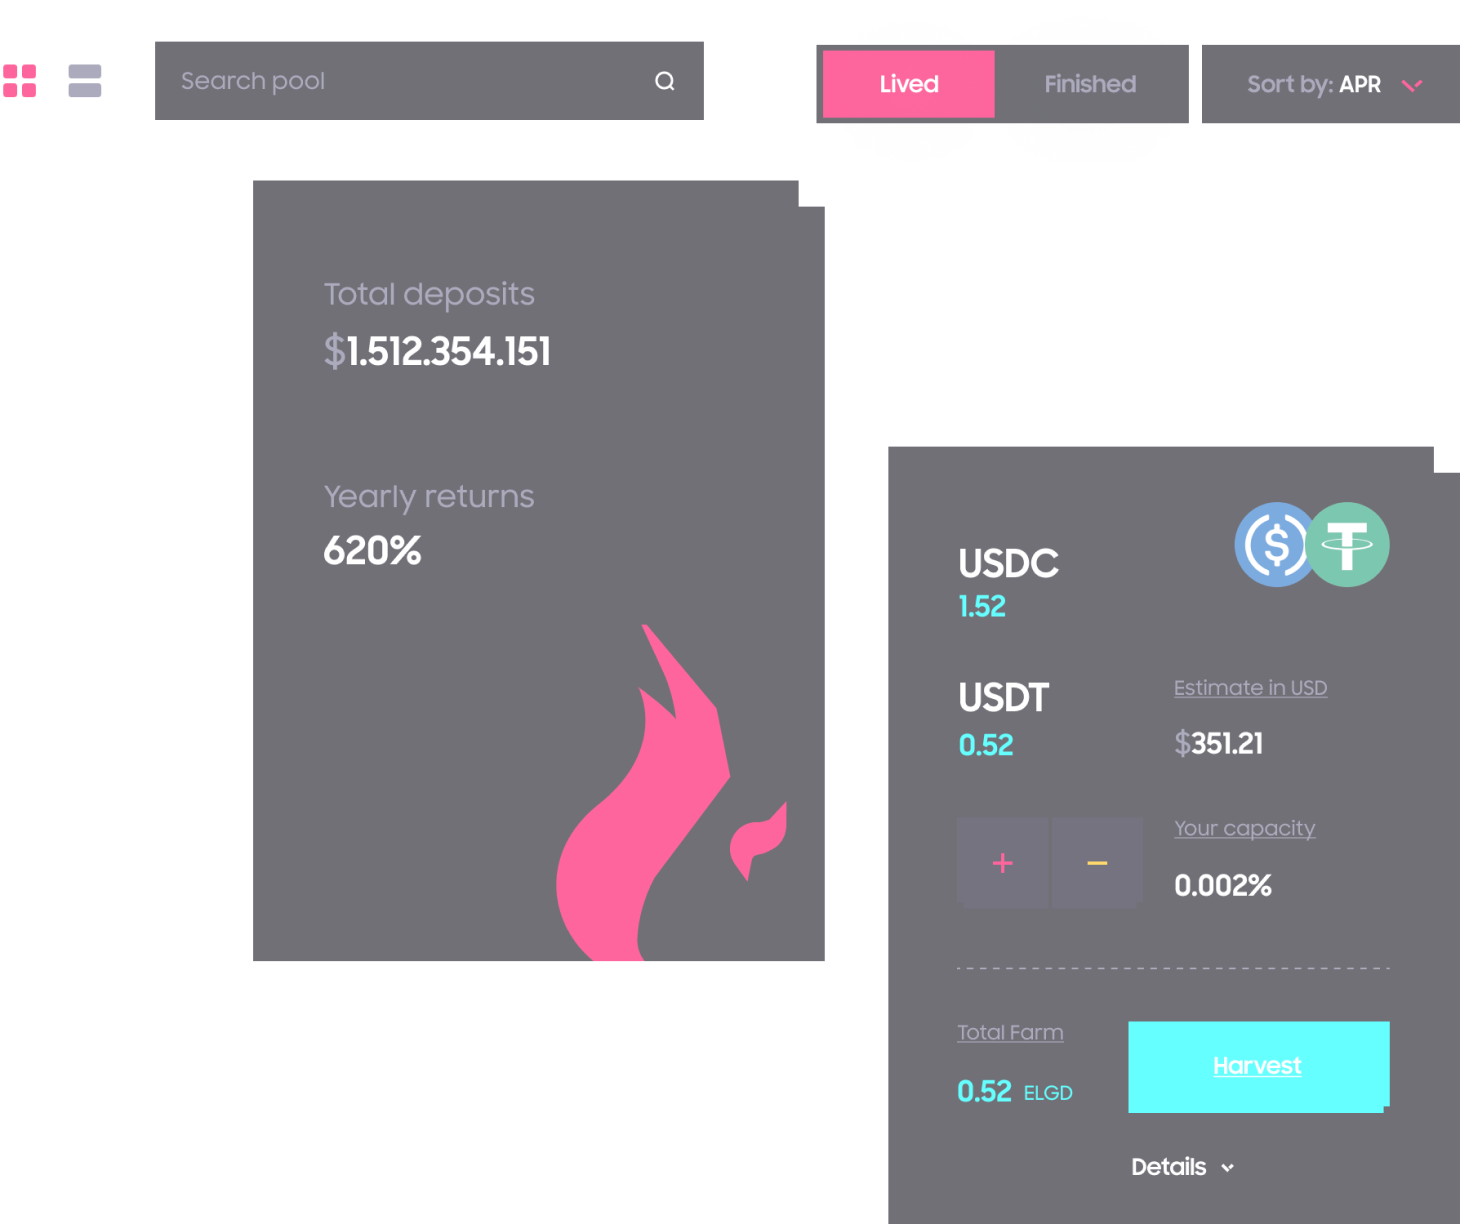 Search pool
Lived
Finished
Sort by: APR
Total deposits
$1.512.354.151
Yearly returns
620%
USDC
1.52
USDT
0.52
Estimate in USD
$351.21
Your capacity
0.002%
Total Farm
0.52 ELGD
Harvest
Details